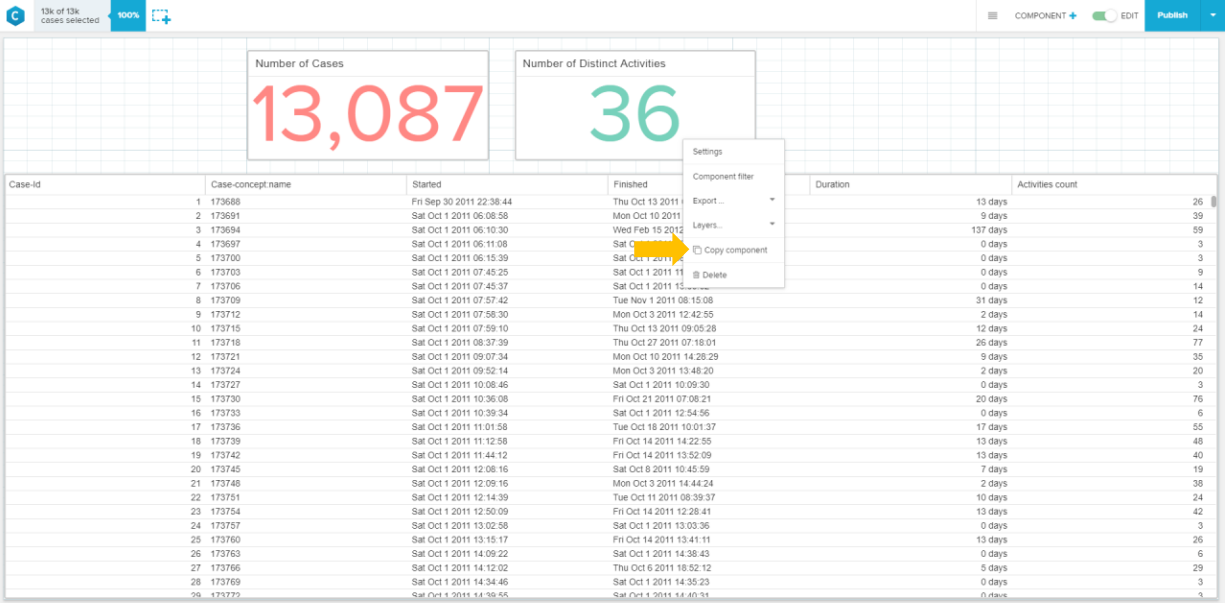 C
13k of 13k
cases selected
100%
COMPONENT +
EDIT
Publish
Number of Cases
13,087
Number of Distinct Activities
36
Settings
Component filter
Export ...
Layers...
Copy component
Delete
Case-Id Case-concept:name Started Finished Duration Activities count
1 173688 Fri Sep 30 2011 22:38:44 Thu Oct 13 2011 13 days 26
2 173691 Sat Oct 1 2011 06:08:58 Mon Oct 10 2011 9 days 39
3 173694 Sat Oct 1 2011 06:10:30 Wed Feb 15 2012 137 days 59
4 173697 Sat Oct 1 2011 06:11:08 Sat 0 days 3
5 173700 Sat Oct 1 2011 06:15:39 Sat 0 days 3
6 173703 Sat Oct 1 2011 07:45:25 Sat Oct 1 2011 0 days 9
7 173706 Sat Oct 1 2011 07:45:37 Sat Oct 1 2011 0 days 14
8 173709 Sat Oct 1 2011 07:57:42 Tue Nov 1 2011 08:15:08 31 days 12
9 173712 Sat Oct 1 2011 07:58:30 Mon Oct 3 2011 12:42:55 2 days 14
10 173715 Sat Oct 1 2011 07:59:10 Thu Oct 13 2011 09:05:28 12 days 24
11 173718 Sat Oct 1 2011 08:37:39 Thu Oct 27 2011 07:18:01 26 days 77
12 173721 Sat Oct 1 2011 09:07:34 Mon Oct 10 2011 14:28:29 9 days 35
13 173724 Sat Oct 1 2011 09:52:14 Mon Oct 3 2011 13:48:20 2 days 20
14 173727 Sat Oct 1 2011 10:08:46 Sat Oct 1 2011 10:09:30 0 days 3
15 173730 Sat Oct 1 2011 10:36:08 Fri Oct 21 2011 07:08:21 20 days 76
16 173733 Sat Oct 1 2011 10:39:34 Sat Oct 1 2011 12:54:56 0 days 6
17 173736 Sat Oct 1 2011 11:01:58 Tue Oct 18 2011 10:01:37 17 days 55
18 173739 Sat Oct 1 2011 11:12:58 Fri Oct 14 2011 14:22:55 13 days 48
19 173742 Sat Oct 1 2011 11:44:12 Fri Oct 14 2011 13:52:09 13 days 40
20 173745 Sat Oct 1 2011 12:08:16 Sat Oct 8 2011 10:45:59 7 days 19
21 173748 Sat Oct 1 2011 12:09:16 Mon Oct 3 2011 14:44:24 2 days 38
22 173751 Sat Oct 1 2011 12:14:39 Tue Oct 11 2011 08:39:37 10 days 24
23 173754 Sat Oct 1 2011 12:50:09 Fri Oct 14 2011 12:28:41 13 days 42
24 173757 Sat Oct 1 2011 13:02:58 Sat Oct 1 2011 13:03:36 0 days 3
25 173760 Sat Oct 1 2011 13:15:17 Fri Oct 14 2011 13:41:11 13 days 26
26 173763 Sat Oct 1 2011 14:09:22 Sat Oct 1 2011 14:38:43 0 days 6
27 173766 Sat Oct 1 2011 14:12:02 Thu Oct 6 2011 18:52:12 5 days 29
28 173769 Sat Oct 1 2011 14:34:46 Sat Oct 1 2011 14:35:23 0 days 3
29 173772 Sat Oct 1 2011 14:39:55 Sat Oct 1 2011 14:40:31 0 days 3